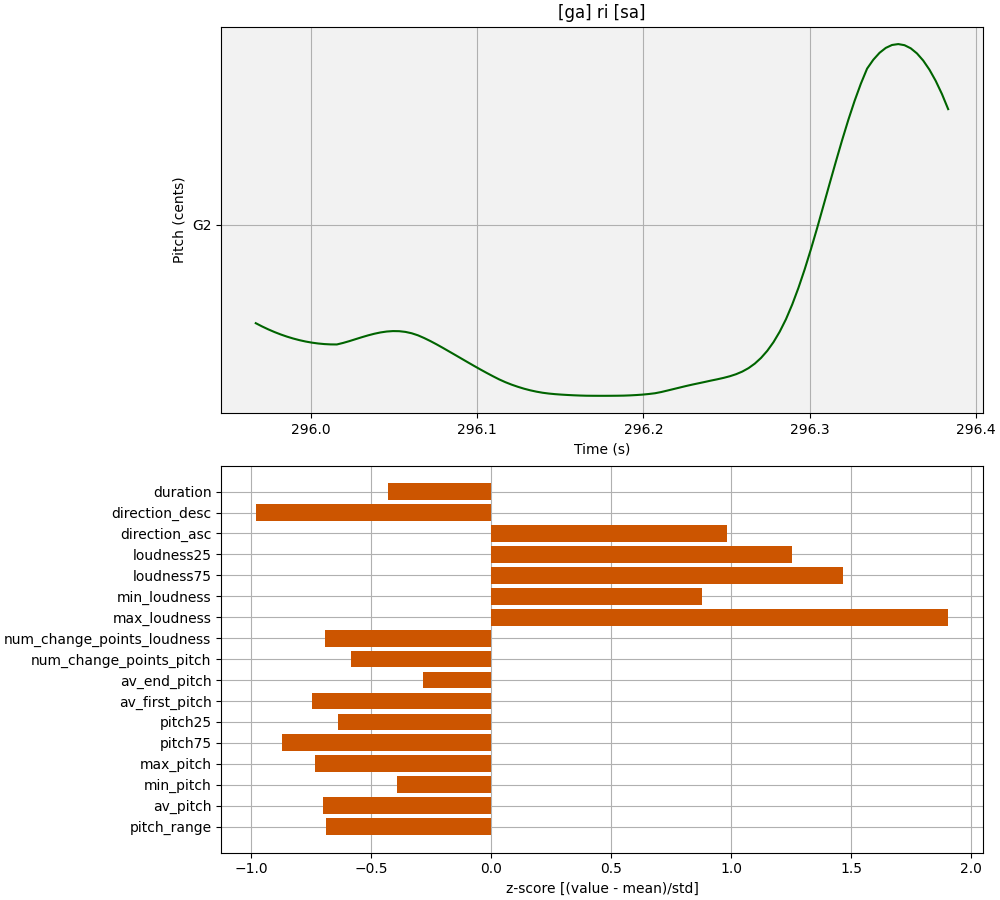 [ga] ri [sa]
Pitch (cents)
G2
296.0 296.1 296.2 296.3 296.4
Time (s)
duration
direction_desc
direction_asc
loudness25
loudness75
min_loudness
max_loudness
num_change_points_loudness
num_change_points_pitch
av_end_pitch
av_first_pitch
pitch25
pitch75
max_pitch
min_pitch
av_pitch
pitch_range
−1.0 −0.5 0.0 0.5 1.0 1.5 2.0
z-score [(value - mean)/std]